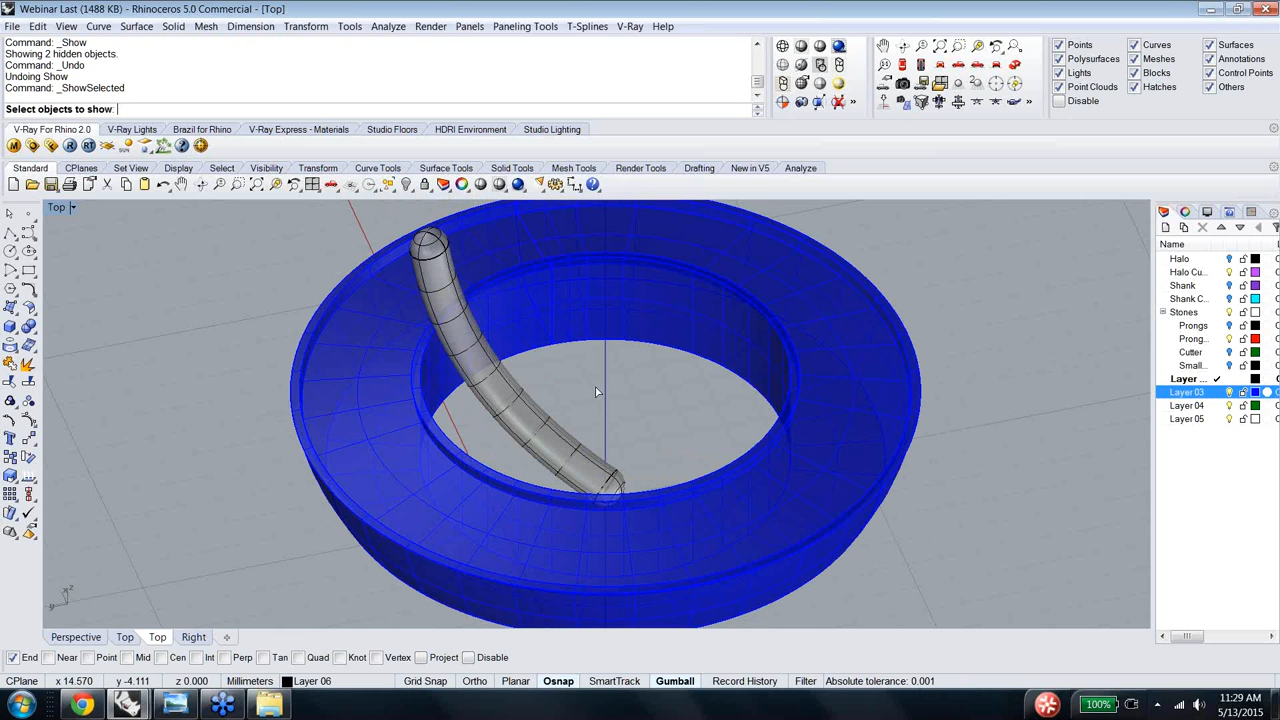 Webinar Last (1488 KB) - Rhinoceros 5.0 Commercial - [Top]
File Edit View Curve Surface Solid Mesh Dimension Transform Tools Analyze Render Panels Paneling Tools T-Splines V-Ray Help
Command: _Show
Showing 2 hidden objects.
Command: _Undo
Undoing Show
Command: _ShowSelected
Select objects to show:
Points Curves Surfaces
Polysurfaces Meshes Annotations
Lights Blocks Control Points
Point Clouds Hatches Others
Disable
V-Ray For Rhino 2.0 V-Ray Lights Brazil for Rhino V-Ray Express - Materials Studio Floors HDRI Environment Studio Lighting
Standard CPlanes Set View Display Select Visibility Transform Curve Tools Surface Tools Solid Tools Mesh Tools Render Tools Drafting New in V5 Analyze
Top
Name
Halo
Halo Cu...
Shank
Shank C...
Stones
Prongs
Prong...
Cutter
Small...
Layer ...
Layer 03
Layer 04
Layer 05
z
x
y
Perspective Top Top Right
End Near Point Mid Cen Int Perp Tan Quad Knot Vertex Project Disable
CPlane x 14.570 y -4.111 z 0.000 Millimeters Layer 06 Grid Snap Ortho Planar Osnap SmartTrack Gumball Record History Filter Absolute tolerance: 0.001
100%
11:29 AM
5/13/2015